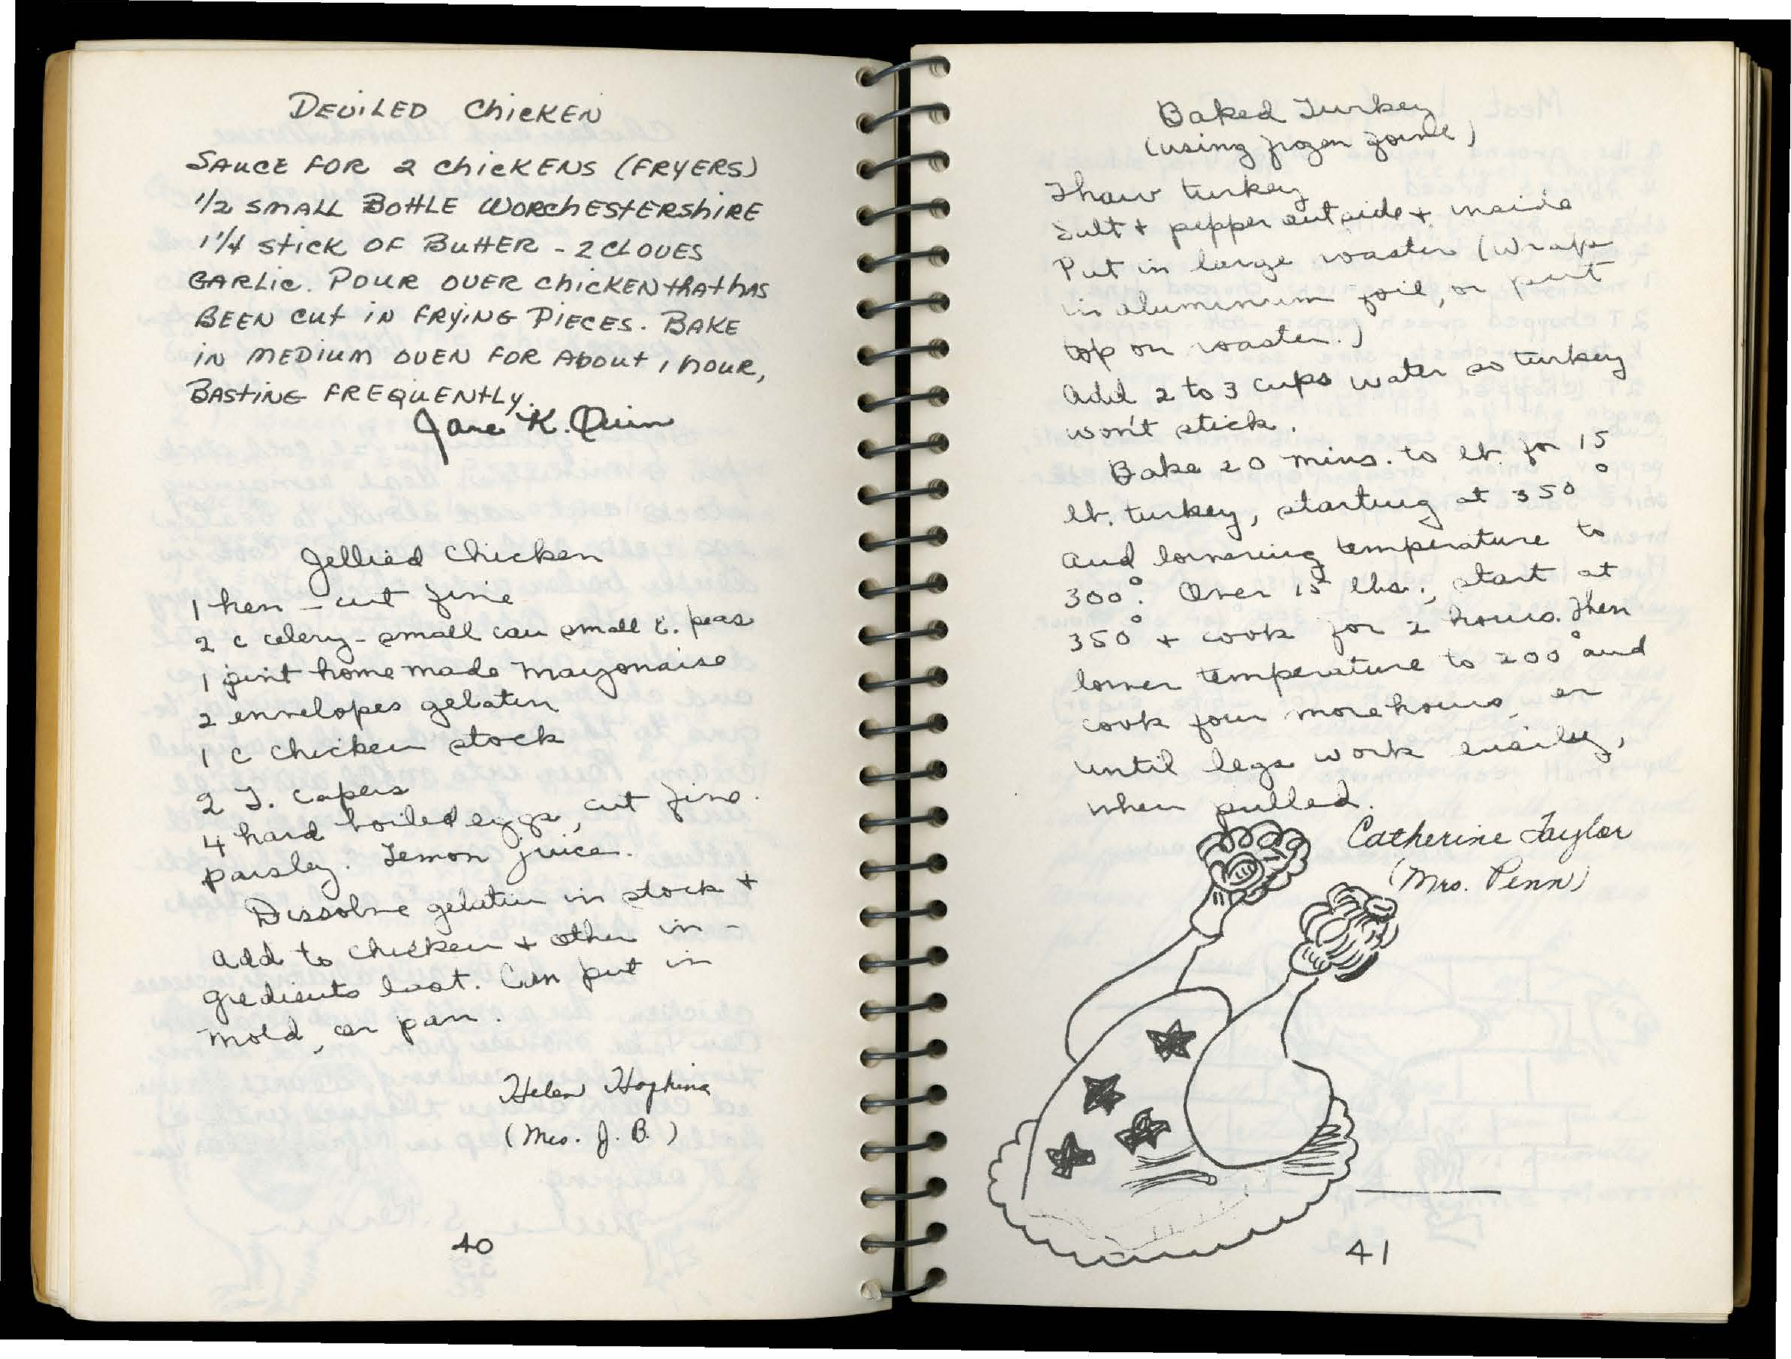 DEVILED CHICKEN
SAUCE FOR 2 CHICKENS (FRYERS)
1/2 SMALL BOTTLE WORCHESTERSHIRE
1 1/4 STICK OF BUTTER - 2 CLOVES
GARLIC. POUR OVER CHICKEN THAT HAS
BEEN CUT IN FRYING PIECES. BAKE
IN MEDIUM OVEN FOR ABOUT 1 HOUR,
BASTING FREQUENTLY.
Jane K. Quinn
Jellied Chicken
1 hen - cut fine
2 c celery - small can small E. peas
1 pint home made mayonaise
2 envelopes gelatin
1 c chicken stock
2 T. capers
4 hard boiled eggs, cut fine.
parsley. Lemon juice.
Dissolve gelatin in stock +
add to chicken + other in-
gredients last. Can put in
mold, or pan.
Helen Hopkins
(Mrs. J. B.)
40
Baked Turkey
(using frozen fowl)
Thaw turkey
Salt + pepper outside + inside
Put in large roaster (Wrap
in aluminum foil, or put
top on roaster.)
Add 2 to 3 cups water so turkey
won't stick.
Bake 20 mins. to lb. for 15
lb. turkey, starting at 350°
and lowering temperature to
300°. Over 15 lbs., start at
350° + cook for 2 hours. Then
lower temperature to 200° and
cook four more hours, or
until legs work easily,
when pulled.
Catherine Taylor
(Mrs. Penn)
41